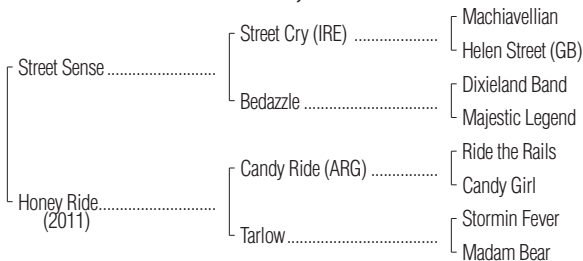 Machiavellian
Street Cry (IRE) ..................
Helen Street (GB)
Street Sense ........................
Dixieland Band
Bedazzle .............................
Majestic Legend
Ride the Rails
Candy Ride (ARG) ..............
Candy Girl
Honey Ride..........................
(2011)
Stormin Fever
Tarlow .................................
Madam Bear